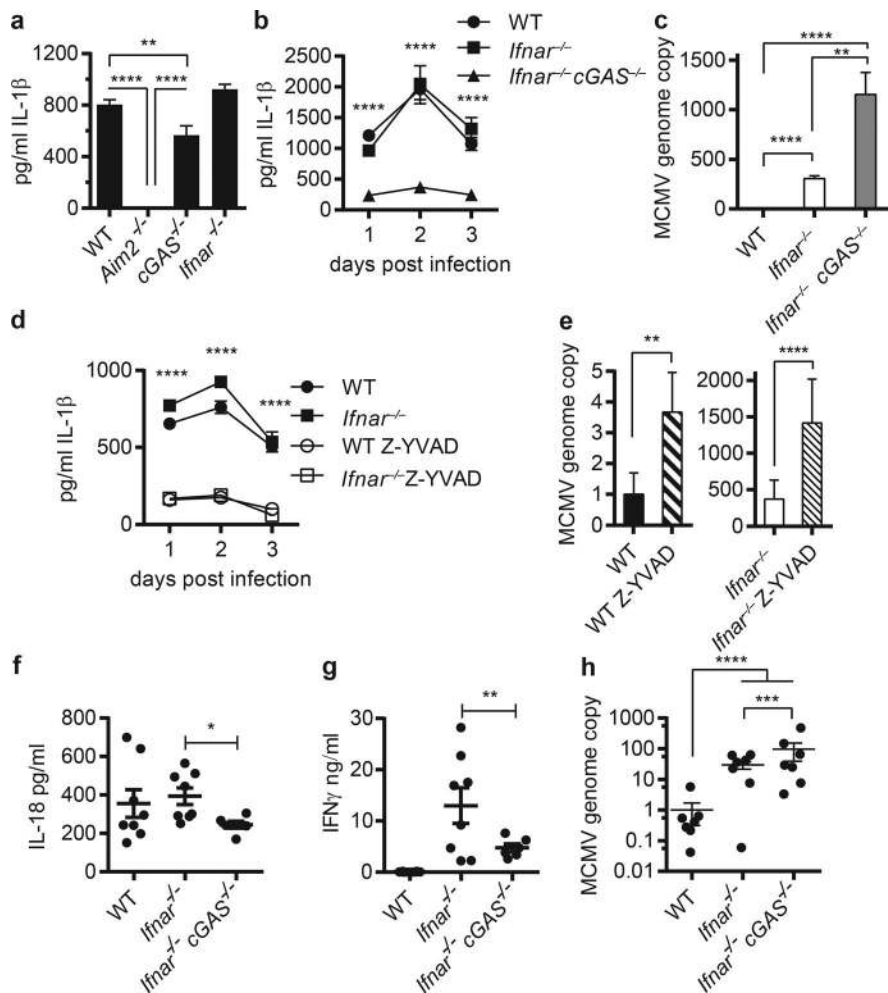 a
pg/ml IL-1β
1200
800
400
0
**
**** ****
WT
Aim2 -/-
cGAS -/-
Ifnar -/-
b
pg/ml IL-1β
2500
2000
1500
1000
500
0
****
****
****
1 2 3
days post infection
WT
Ifnar -/-
Ifnar -/- cGAS -/-
c
MCMV genome copy
1500
1000
500
0
****
**
****
WT
Ifnar -/-
Ifnar -/- cGAS -/-
d
pg/ml IL-1β
1000
500
0
****
****
****
1 2 3
days post infection
WT
Ifnar -/-
WT Z-YVAD
Ifnar -/- Z-YVAD
e
MCMV genome copy
6
5
4
3
2
1
0
**
WT
WT Z-YVAD
2000
1500
1000
500
0
****
Ifnar -/-
Ifnar -/- Z-YVAD
f
IL-18 pg/ml
800
600
400
200
0
*
WT
Ifnar -/-
Ifnar -/- cGAS -/-
g
IFNγ ng/ml
30
20
10
0
**
WT
Ifnar -/-
Ifnar -/- cGAS -/-
h
MCMV genome copy
1000
100
10
1
0.1
0.01
****
***
WT
Ifnar -/-
Ifnar -/- cGAS -/-